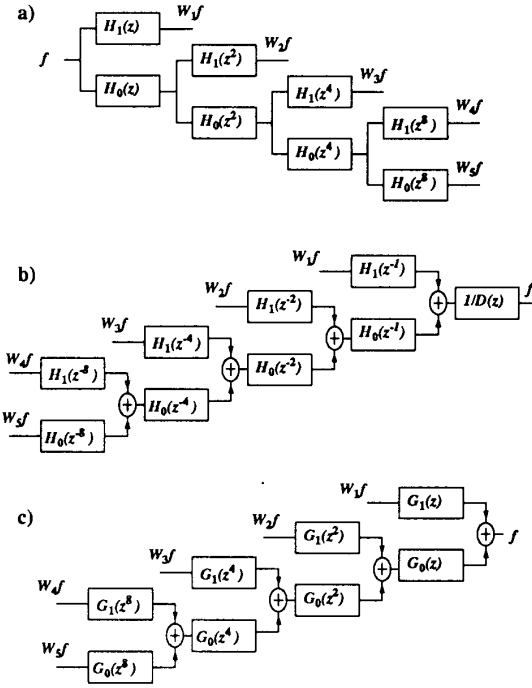 a)
H₁(z) W₁f
f
H₁(z²) W₂f
H₀(z)
H₁(z⁴) W₃f
H₀(z²)
H₁(z⁸) W₄f
H₀(z⁴)
H₀(z⁸) W₅f
b)
W₁f H₁(z⁻¹)
W₂f H₁(z⁻²) + 1/D(z) f
W₃f H₁(z⁻⁴) + H₀(z⁻¹)
W₄f H₁(z⁻⁸) + H₀(z⁻²)
+ H₀(z⁻⁴)
W₅f H₀(z⁻⁸)
c)
W₁f G₁(z)
W₂f G₁(z²) + f
W₃f G₁(z⁴) + G₀(z)
W₄f G₁(z⁸) + G₀(z²)
+ G₀(z⁴)
W₅f G₀(z⁸)